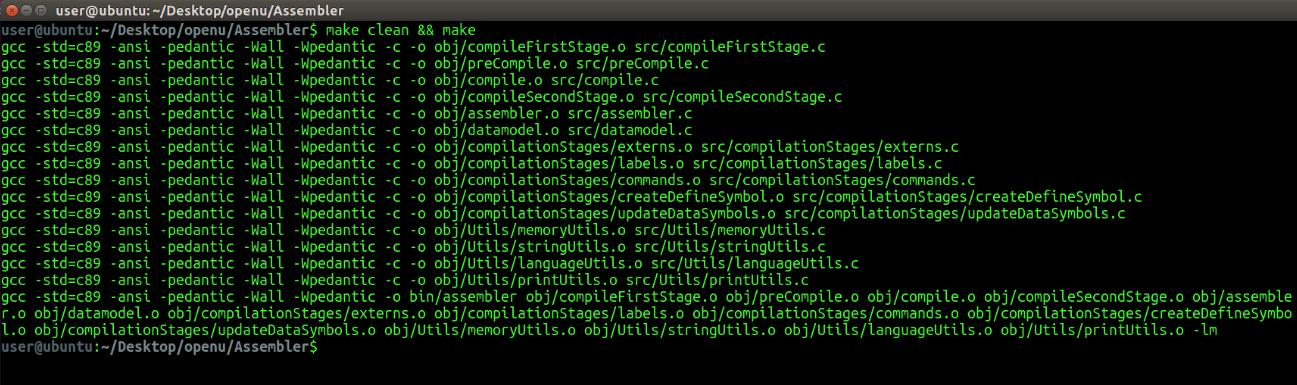 user@ubuntu: ~/Desktop/openu/Assembler
user@ubuntu:~/Desktop/openu/Assembler$ make clean && make
gcc -std=c89 -ansi -pedantic -Wall -Wpedantic -c -o obj/compileFirstStage.o src/compileFirstStage.c
gcc -std=c89 -ansi -pedantic -Wall -Wpedantic -c -o obj/preCompile.o src/preCompile.c
gcc -std=c89 -ansi -pedantic -Wall -Wpedantic -c -o obj/compile.o src/compile.c
gcc -std=c89 -ansi -pedantic -Wall -Wpedantic -c -o obj/compileSecondStage.o src/compileSecondStage.c
gcc -std=c89 -ansi -pedantic -Wall -Wpedantic -c -o obj/assembler.o src/assembler.c
gcc -std=c89 -ansi -pedantic -Wall -Wpedantic -c -o obj/datamodel.o src/datamodel.c
gcc -std=c89 -ansi -pedantic -Wall -Wpedantic -c -o obj/compilationStages/externs.o src/compilationStages/externs.c
gcc -std=c89 -ansi -pedantic -Wall -Wpedantic -c -o obj/compilationStages/labels.o src/compilationStages/labels.c
gcc -std=c89 -ansi -pedantic -Wall -Wpedantic -c -o obj/compilationStages/commands.o src/compilationStages/commands.c
gcc -std=c89 -ansi -pedantic -Wall -Wpedantic -c -o obj/compilationStages/createDefineSymbol.o src/compilationStages/createDefineSymbol.c
gcc -std=c89 -ansi -pedantic -Wall -Wpedantic -c -o obj/compilationStages/updateDataSymbols.o src/compilationStages/updateDataSymbols.c
gcc -std=c89 -ansi -pedantic -Wall -Wpedantic -c -o obj/Utils/memoryUtils.o src/Utils/memoryUtils.c
gcc -std=c89 -ansi -pedantic -Wall -Wpedantic -c -o obj/Utils/stringUtils.o src/Utils/stringUtils.c
gcc -std=c89 -ansi -pedantic -Wall -Wpedantic -c -o obj/Utils/languageUtils.o src/Utils/languageUtils.c
gcc -std=c89 -ansi -pedantic -Wall -Wpedantic -c -o obj/Utils/printUtils.o src/Utils/printUtils.c
gcc -std=c89 -ansi -pedantic -Wall -Wpedantic -o bin/assembler obj/compileFirstStage.o obj/preCompile.o obj/compile.o obj/compileSecondStage.o obj/assemble
r.o obj/datamodel.o obj/compilationStages/externs.o obj/compilationStages/labels.o obj/compilationStages/commands.o obj/compilationStages/createDefineSymbo
l.o obj/compilationStages/updateDataSymbols.o obj/Utils/memoryUtils.o obj/Utils/stringUtils.o obj/Utils/languageUtils.o obj/Utils/printUtils.o -lm
user@ubuntu:~/Desktop/openu/Assembler$